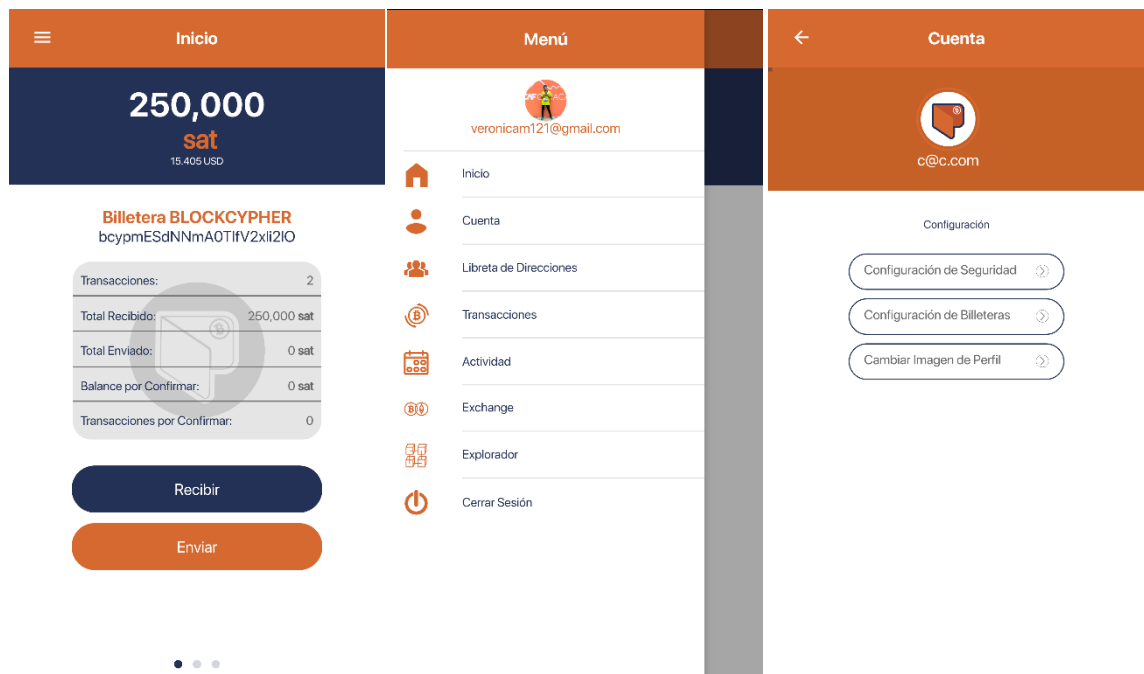 Inicio
250,000
sat
15.405 USD
Billetera BLOCKCYPHER
bcypmESdNNmA0TlfV2xli2lO
Transacciones: 2
Total Recibido: 250,000 sat
Total Enviado: 0 sat
Balance por Confirmar: 0 sat
Transacciones por Confirmar: 0
Recibir
Enviar
Menú
veronicam121@gmail.com
Inicio
Cuenta
Libreta de Direcciones
Transacciones
Actividad
Exchange
Explorador
Cerrar Sesión
Cuenta
c@c.com
Configuración
Configuración de Seguridad
Configuración de Billeteras
Cambiar Imagen de Perfil